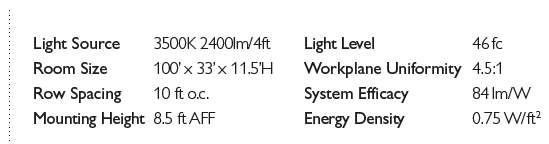 Light Source 3500K 2400lm/4ft Light Level 46 fc
Room Size 100' x 33' x 11.5'H Workplane Uniformity 4.5:1
Row Spacing 10 ft o.c. System Efficacy 84 lm/W
Mounting Height 8.5 ft AFF Energy Density 0.75 W/ft²